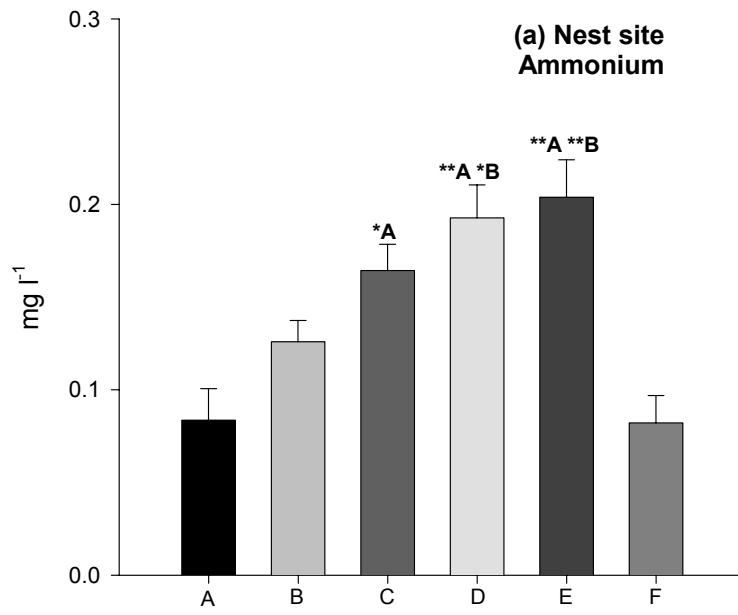 (a) Nest site
Ammonium
0.3
0.2
0.1
0.0
mg l⁻¹
*A
**A *B
**A **B
A B C D E F